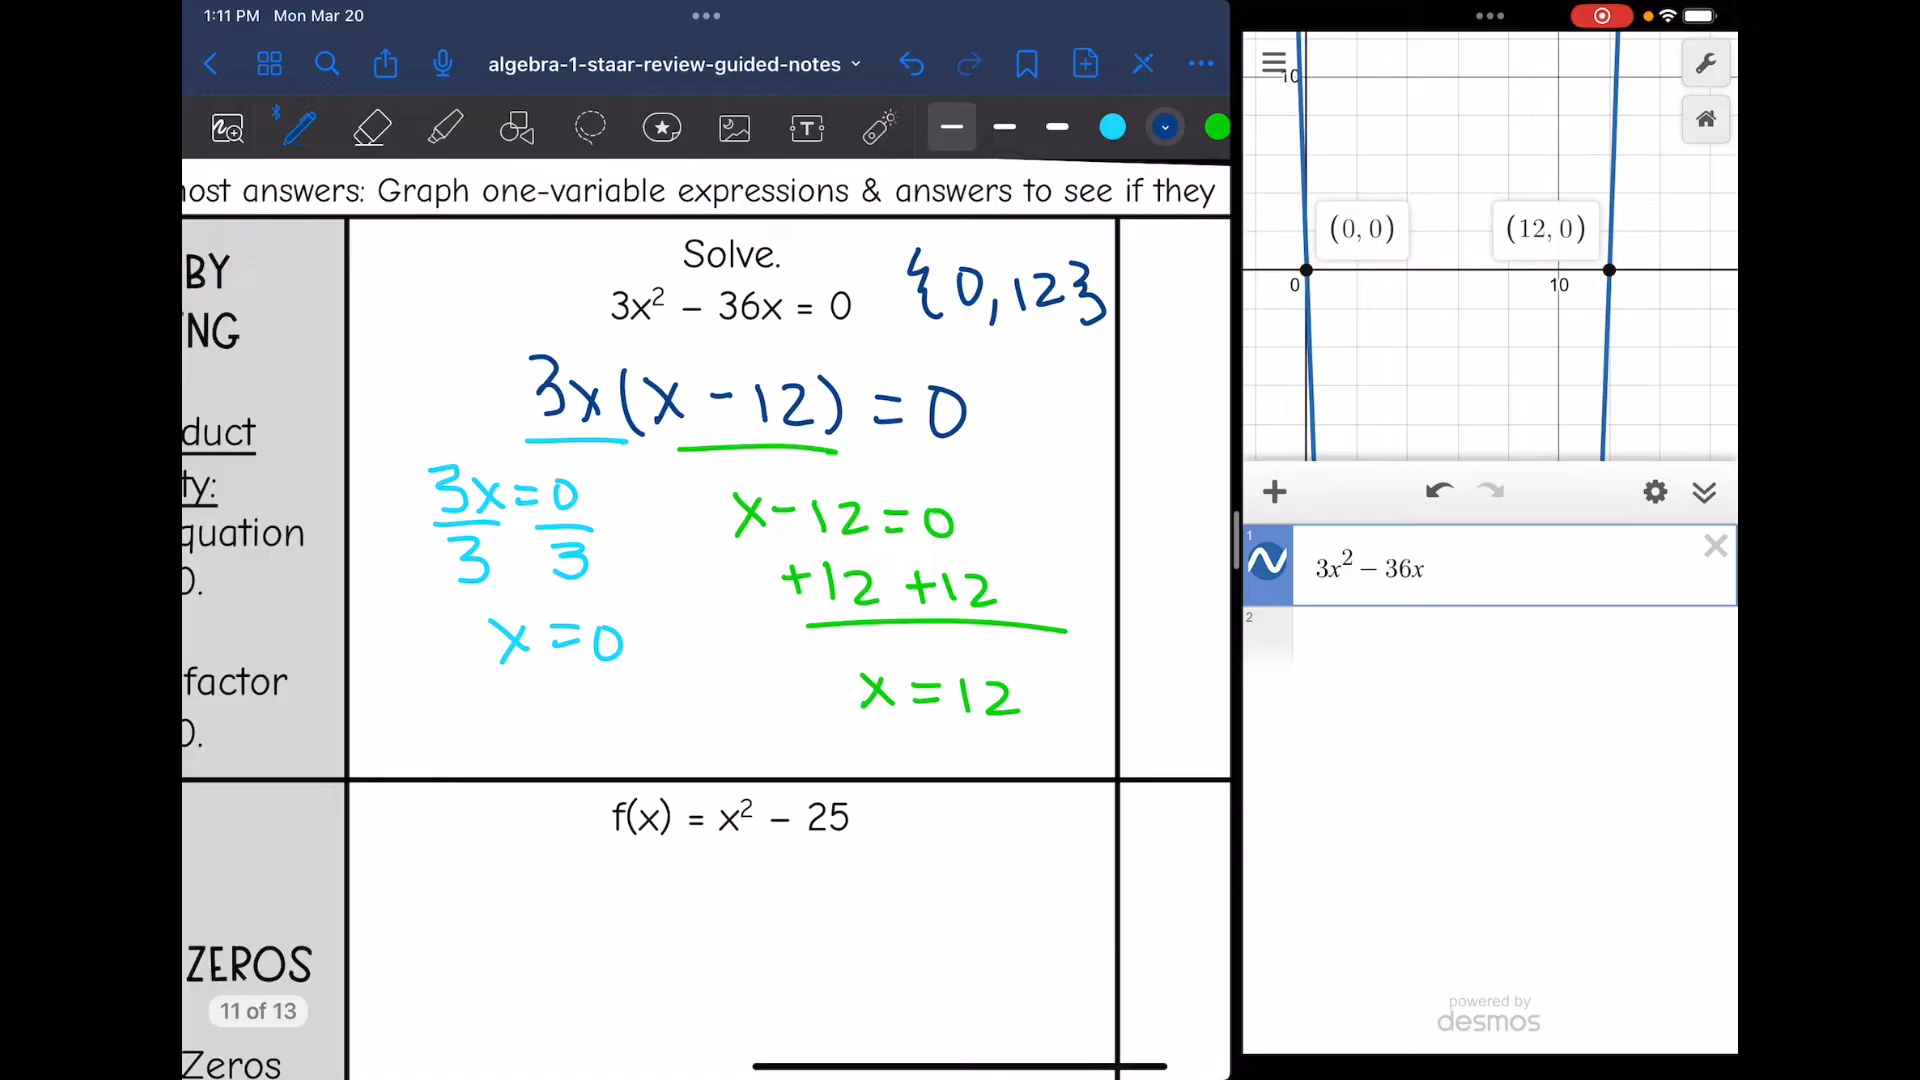 1:11 PM Mon Mar 20
algebra-1-staar-review-guided-notes
T
most answers: Graph one-variable expressions & answers to see if they
BY
NG
duct
ty:
quation
0.
factor
0.
Solve.
3x² – 36x = 0
{0,12}
3x(x - 12) = 0
3x=0
3 3
x=0
x-12=0
+12 +12
x=12
ZEROS
11 of 13
Zeros
f(x) = x² – 25
10
(0, 0)
(12, 0)
0
10
1
3x² – 36x
2
powered by
desmos